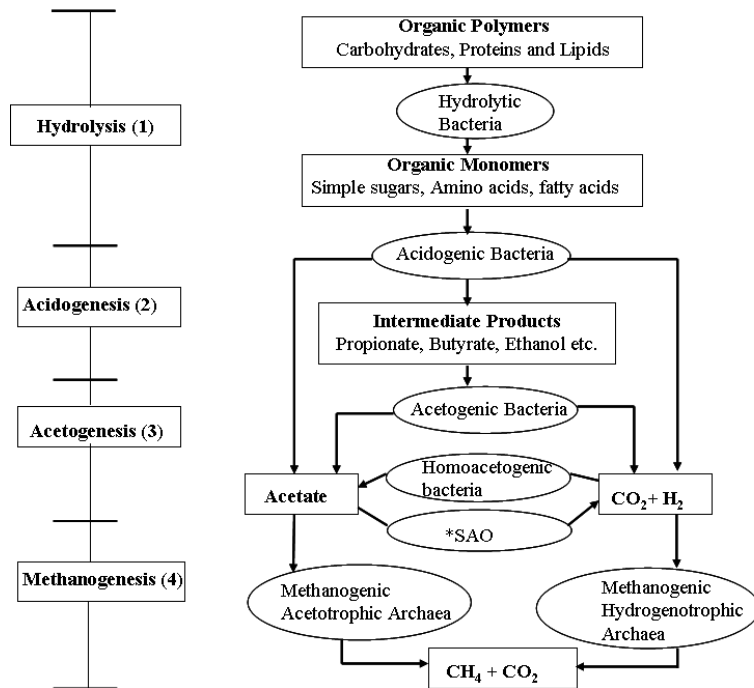 Organic Polymers
Carbohydrates, Proteins and Lipids
Hydrolytic
Bacteria
Hydrolysis (1)
Organic Monomers
Simple sugars, Amino acids, fatty acids
Acidogenic Bacteria
Acidogenesis (2)
Intermediate Products
Propionate, Butyrate, Ethanol etc.
Acetogenic Bacteria
Acetogenesis (3)
Homoacetogenic
bacteria
Acetate
CO₂ + H₂
*SAO
Methanogenesis (4)
Methanogenic
Acetotrophic Archaea
Methanogenic
Hydrogenotrophic
Archaea
CH₄ + CO₂